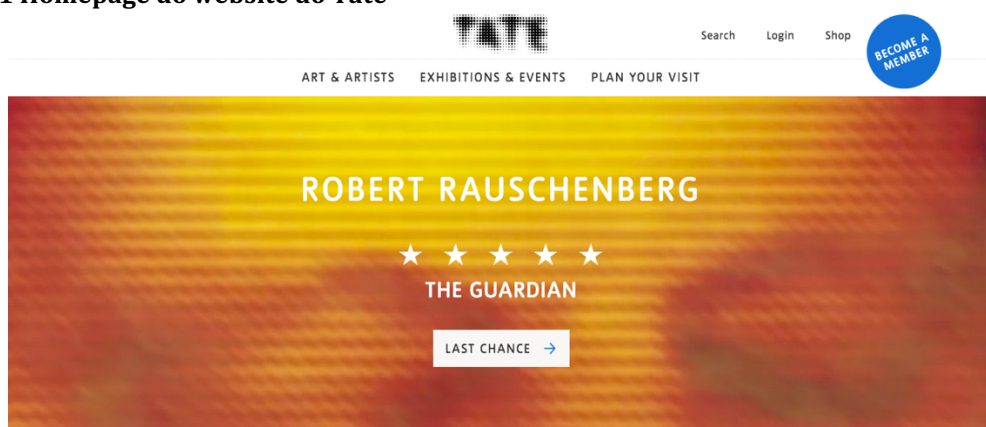 1 Homepage do website do Tate
TATE
Search Login Shop
BECOME A
MEMBER
ART & ARTISTS EXHIBITIONS & EVENTS PLAN YOUR VISIT
ROBERT RAUSCHENBERG
★ ★ ★ ★ ★
THE GUARDIAN
LAST CHANCE →